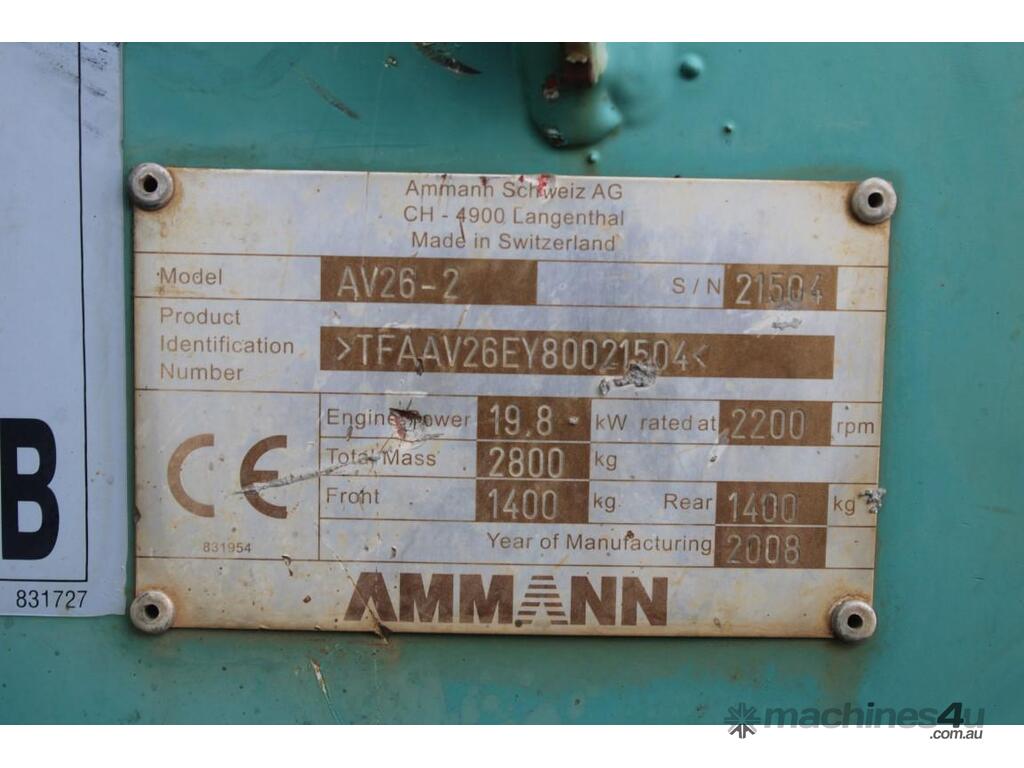 Ammann Schweiz AG
CH - 4900 Langenthal
Made in Switzerland
Model AV26-2 S/N 21504
Product
Identification
Number
>TFAAV26EY80021504<
Engine power 19.8 kW rated at 2200 rpm
Total Mass 2800 kg
Front 1400 kg Rear 1400 kg
Year of Manufacturing 2008
CE
831954
AMMANN
B
831727
machines4u
.com.au